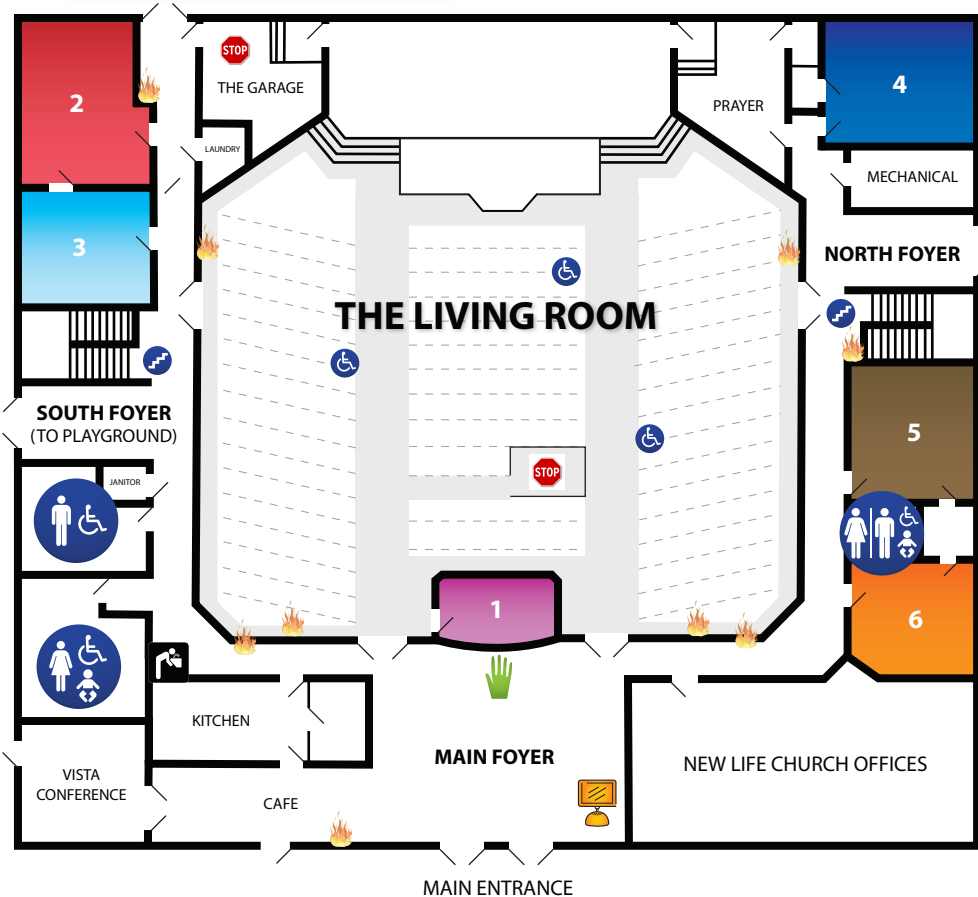 STOP
2
THE GARAGE
4
PRAYER
LAUNDRY
MECHANICAL
3
NORTH FOYER
THE LIVING ROOM
SOUTH FOYER
(TO PLAYGROUND)
5
STOP
JANITOR
1
6
KITCHEN
MAIN FOYER
NEW LIFE CHURCH OFFICES
VISTA
CONFERENCE
CAFE
MAIN ENTRANCE